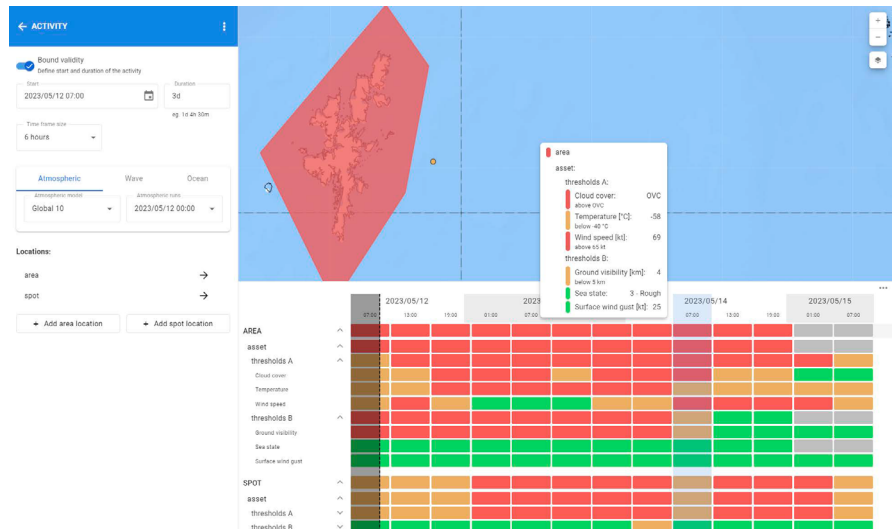 ACTIVITY
Bound validity
Define start and duration of the activity
Start
2023/05/12 07:00
Duration
3d
eg. 1d 4h 30m
Time frame size
6 hours
Atmospheric
Wave
Ocean
Atmospheric model
Global 10
Atmospheric runs
2023/05/12 00:00
Locations:
area
spot
+ Add area location
+ Add spot location
+
−
area
asset:
thresholds A:
Cloud cover: OVC
above OVC
Temperature [°C]: -58
below -40 °C
Wind speed [kt]: 69
above 65 kt
thresholds B:
Ground visibility [km]: 4
below 5 km
Sea state: 3 - Rough
Surface wind gust [kt]: 25
2023/05/12
2023
2023/05/14
2023/05/15
07:00 13:00 19:00 01:00 07:00 07:00 13:00 19:00 01:00 07:00
AREA
asset
thresholds A
Cloud cover
Temperature
Wind speed
thresholds B
Ground visibility
Sea state
Surface wind gust
SPOT
asset
thresholds A
thresholds B